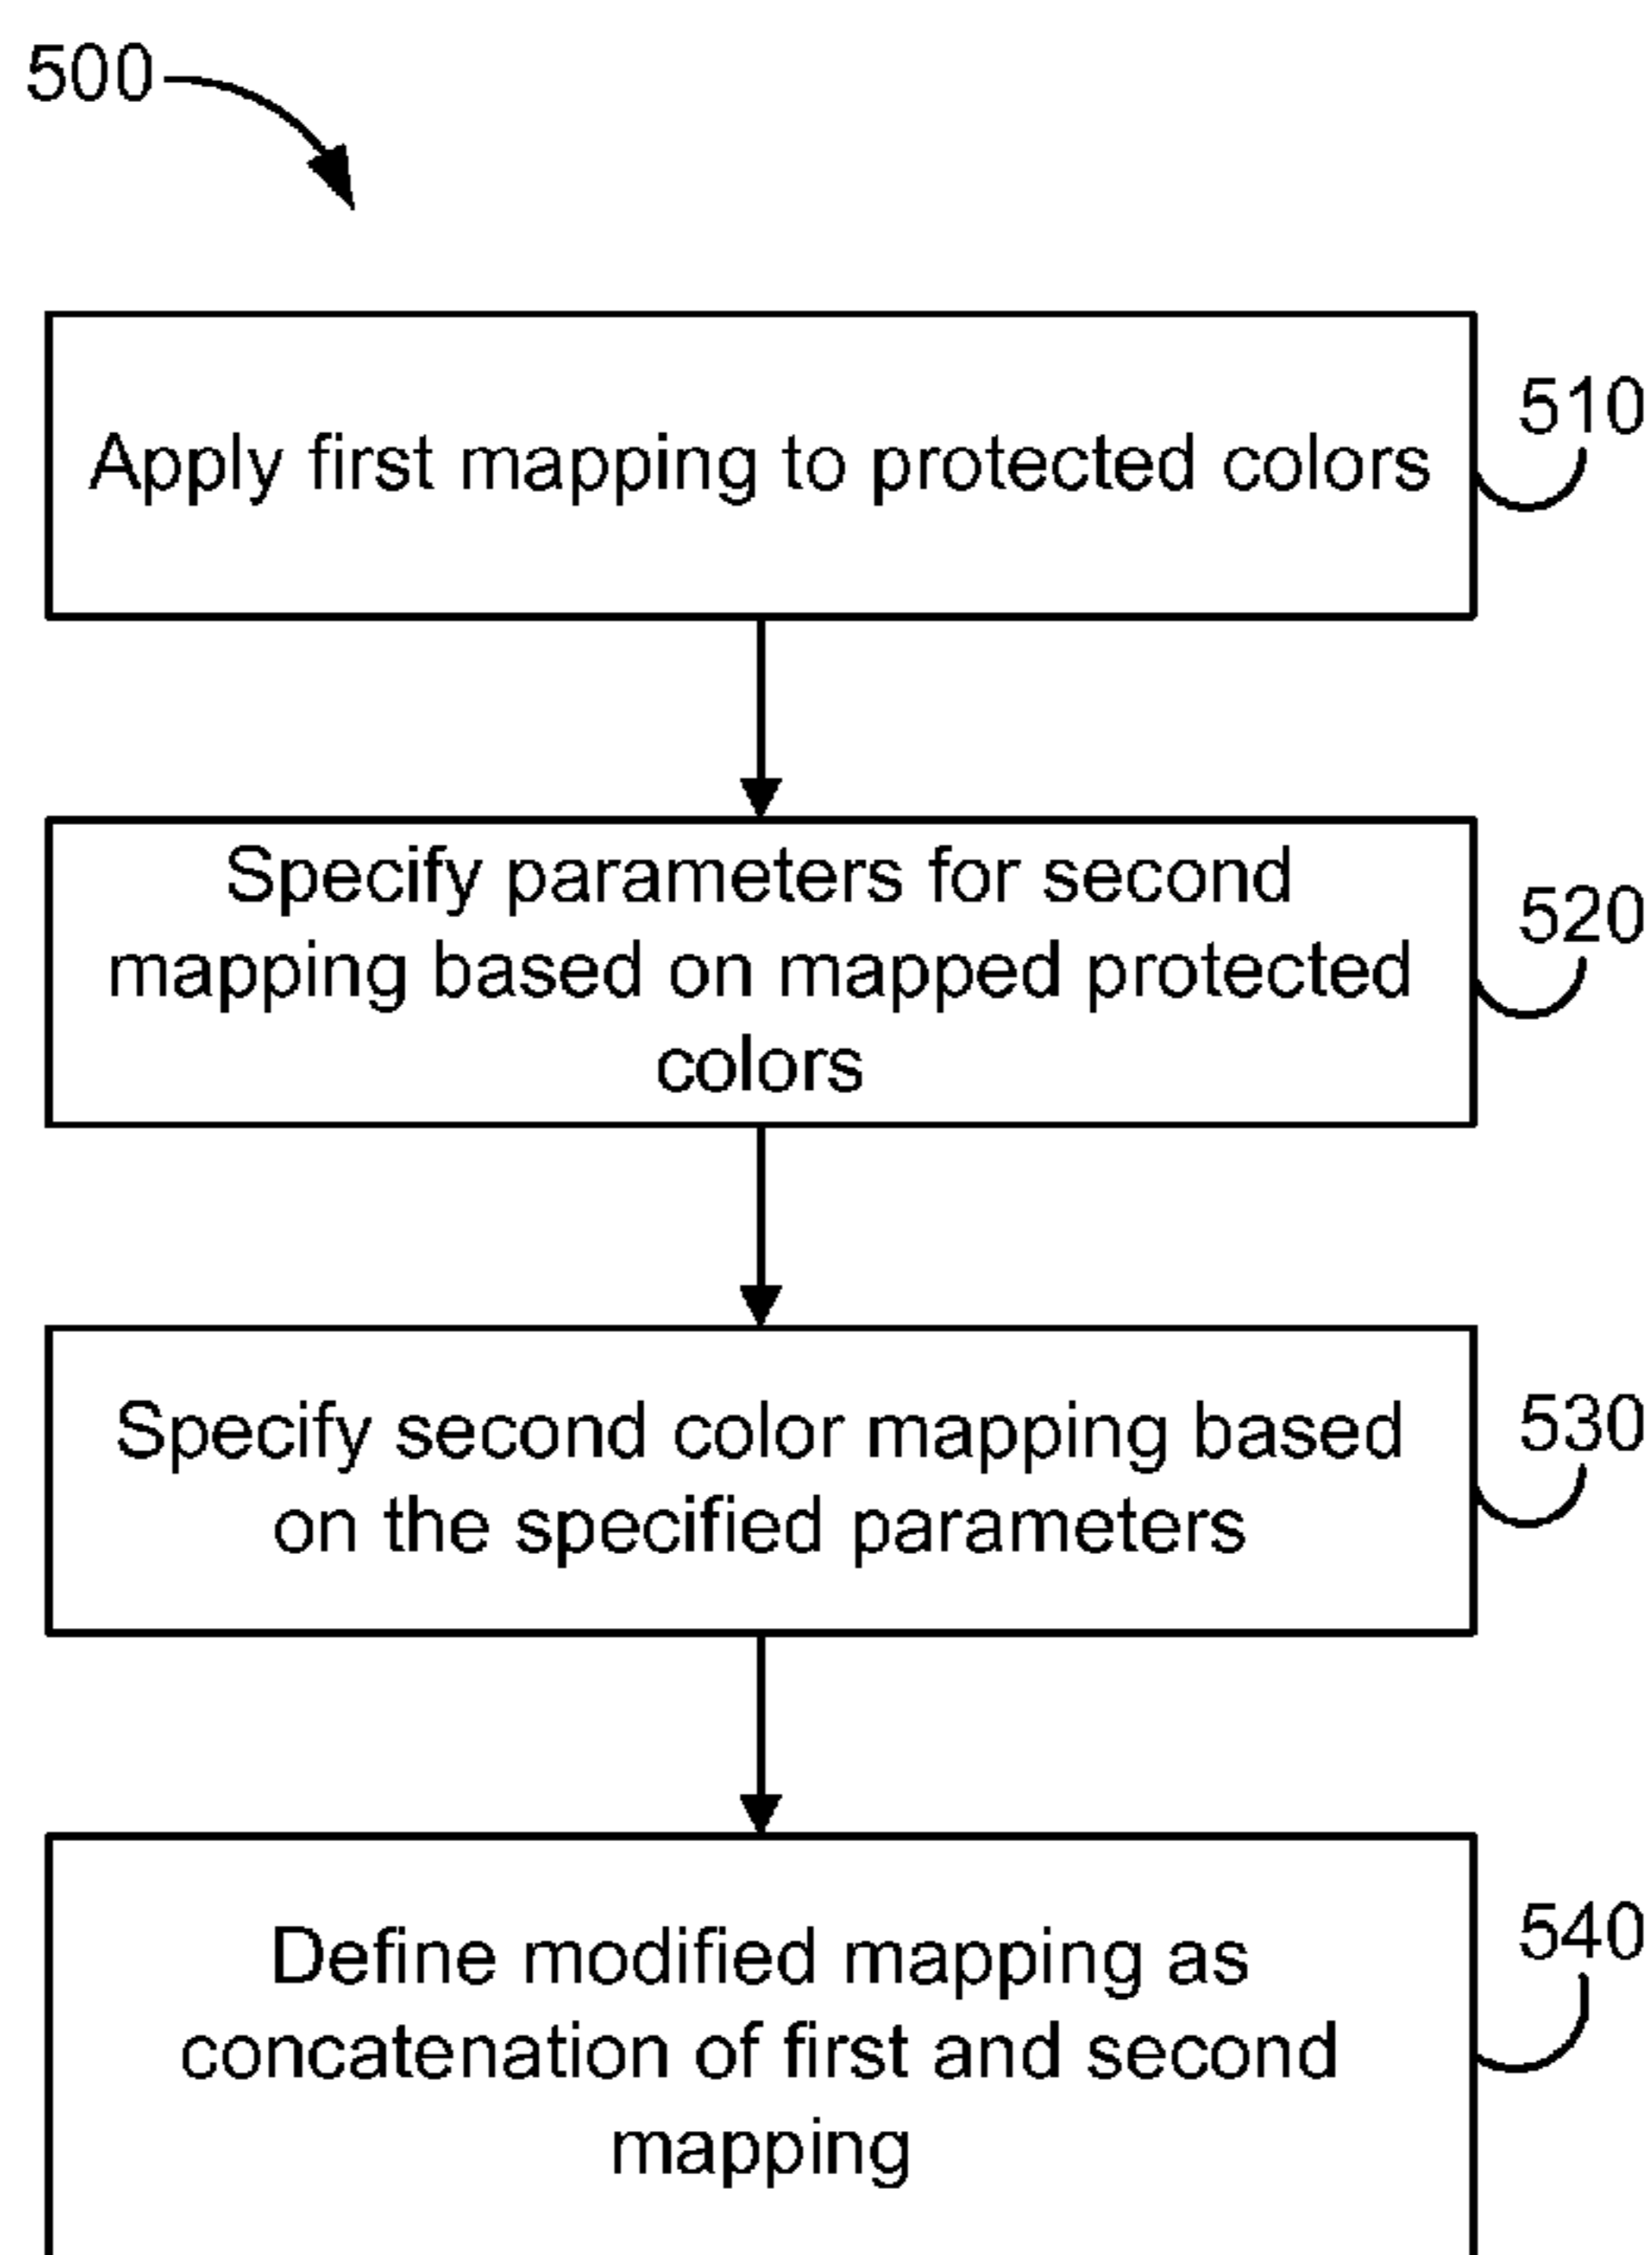 500
Apply first mapping to protected colors
510
Specify parameters for second
mapping based on mapped protected
colors
520
Specify second color mapping based
on the specified parameters
530
Define modified mapping as
concatenation of first and second
mapping
540